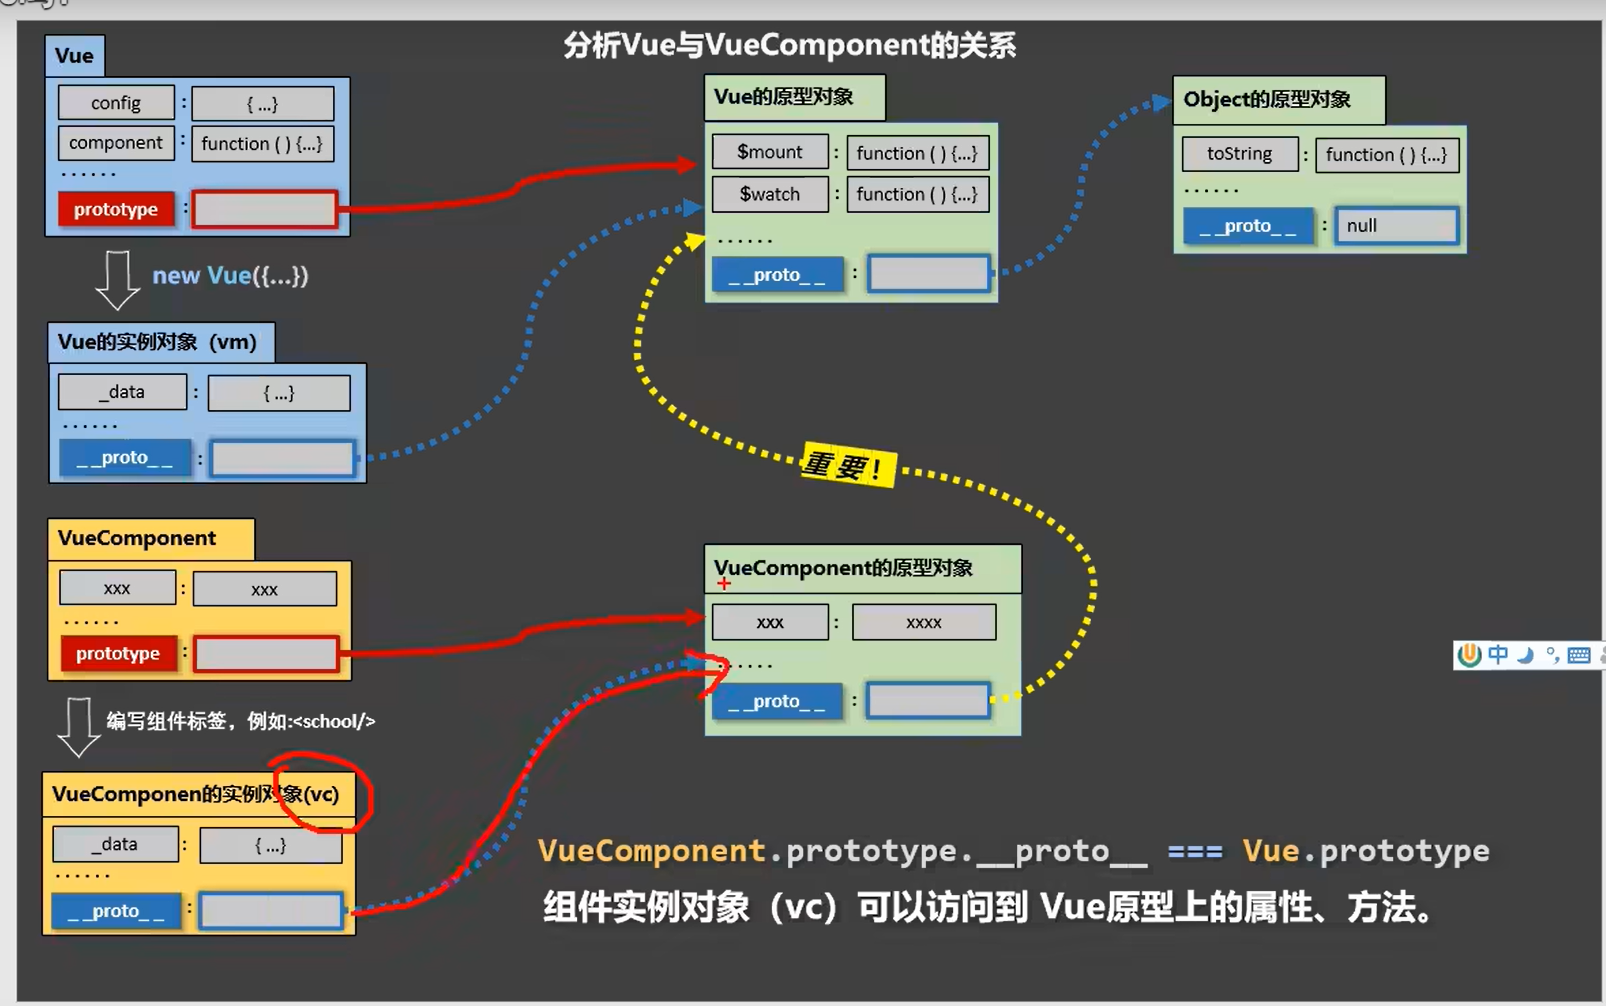 分析Vue与VueComponent的关系
Vue
config : { ...}
component : function ( ) {...}
······
prototype :
new Vue({...})
Vue的实例对象 (vm)
_data : { ...}
······
__proto__ :
VueComponent
xxx : xxx
······
prototype :
编写组件标签，例如:<school/>
VueComponen的实例对象(vc)
_data : { ...}
······
__proto__ :
Vue的原型对象
$mount : function ( ) {...}
$watch : function ( ) {...}
······
__proto__ :
Object的原型对象
toString : function ( ) {...}
······
__proto__ : null
重要！
VueComponent的原型对象
xxx : xxxx
······
__proto__ :
VueComponent.prototype.__proto__ === Vue.prototype
组件实例对象（vc）可以访问到 Vue原型上的属性、方法。
中